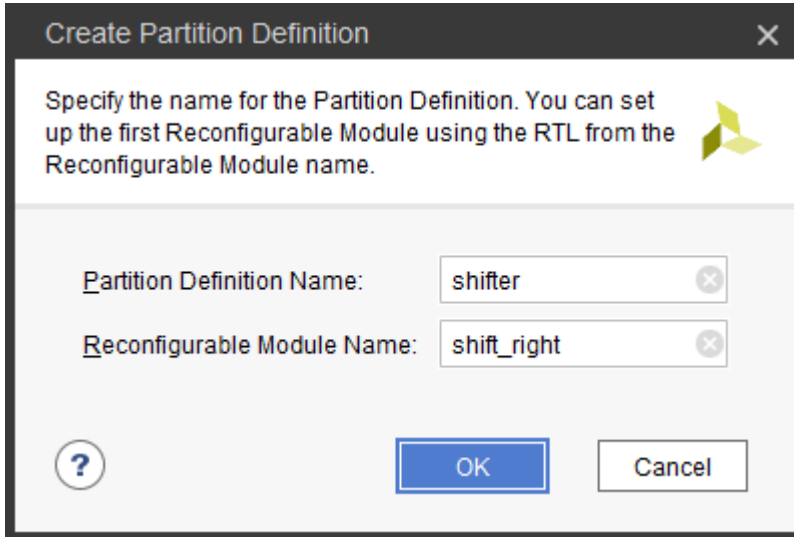 Create Partition Definition
Specify the name for the Partition Definition. You can set
up the first Reconfigurable Module using the RTL from the
Reconfigurable Module name.
Partition Definition Name: shifter
Reconfigurable Module Name: shift_right
? OK Cancel